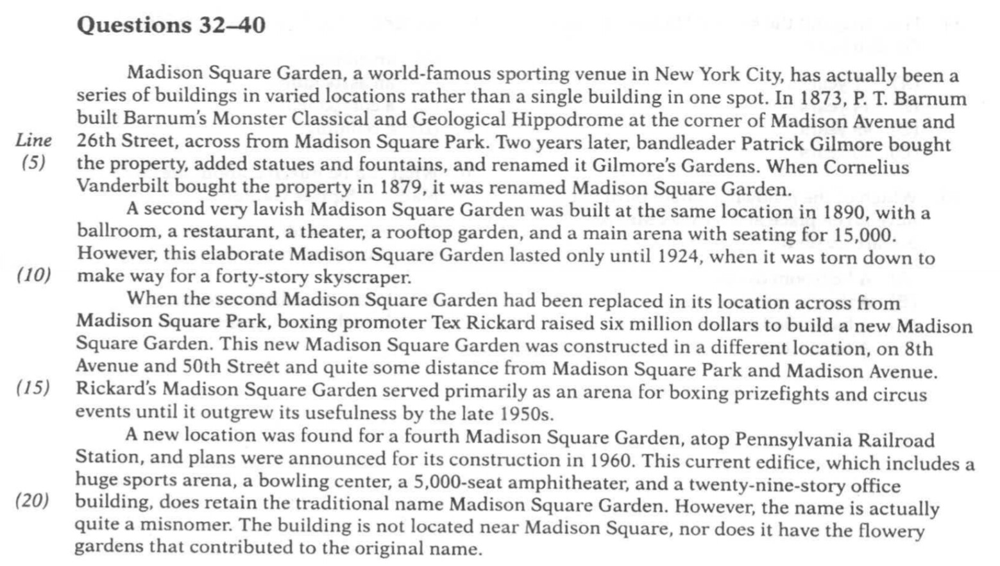 Questions 32–40
Madison Square Garden, a world-famous sporting venue in New York City, has actually been a
series of buildings in varied locations rather than a single building in one spot. In 1873, P. T. Barnum
built Barnum's Monster Classical and Geological Hippodrome at the corner of Madison Avenue and
Line 26th Street, across from Madison Square Park. Two years later, bandleader Patrick Gilmore bought
(5) the property, added statues and fountains, and renamed it Gilmore's Gardens. When Cornelius
Vanderbilt bought the property in 1879, it was renamed Madison Square Garden.
A second very lavish Madison Square Garden was built at the same location in 1890, with a
ballroom, a restaurant, a theater, a rooftop garden, and a main arena with seating for 15,000.
However, this elaborate Madison Square Garden lasted only until 1924, when it was torn down to
(10) make way for a forty-story skyscraper.
When the second Madison Square Garden had been replaced in its location across from
Madison Square Park, boxing promoter Tex Rickard raised six million dollars to build a new Madison
Square Garden. This new Madison Square Garden was constructed in a different location, on 8th
Avenue and 50th Street and quite some distance from Madison Square Park and Madison Avenue.
(15) Rickard's Madison Square Garden served primarily as an arena for boxing prizefights and circus
events until it outgrew its usefulness by the late 1950s.
A new location was found for a fourth Madison Square Garden, atop Pennsylvania Railroad
Station, and plans were announced for its construction in 1960. This current edifice, which includes a
huge sports arena, a bowling center, a 5,000-seat amphitheater, and a twenty-nine-story office
(20) building, does retain the traditional name Madison Square Garden. However, the name is actually
quite a misnomer. The building is not located near Madison Square, nor does it have the flowery
gardens that contributed to the original name.